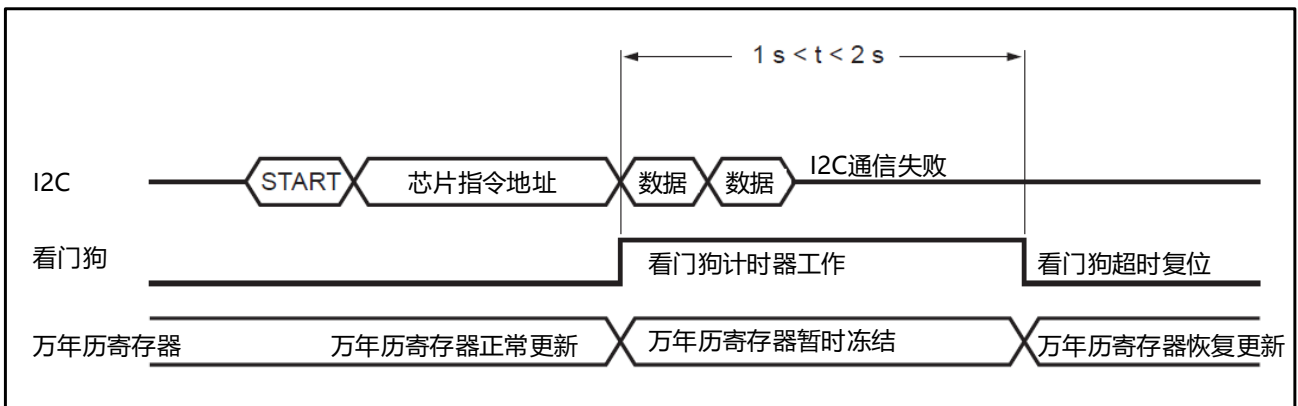 1 s < t < 2 s
I2C START 芯片指令地址 数据 数据 I2C通信失败
看门狗 看门狗计时器工作 看门狗超时复位
万年历寄存器 万年历寄存器正常更新 万年历寄存器暂时冻结 万年历寄存器恢复更新